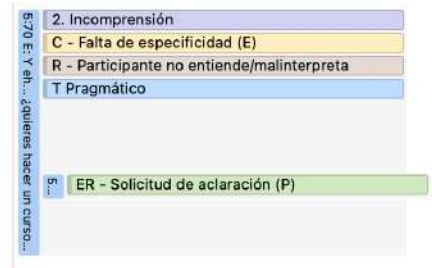 5:70 E: Y eh... ¿quieres hacer un curso...
2. Incomprensión
C - Falta de especificidad (E)
R - Participante no entiende/malinterpreta
T Pragmático
5...
ER - Solicitud de aclaración (P)